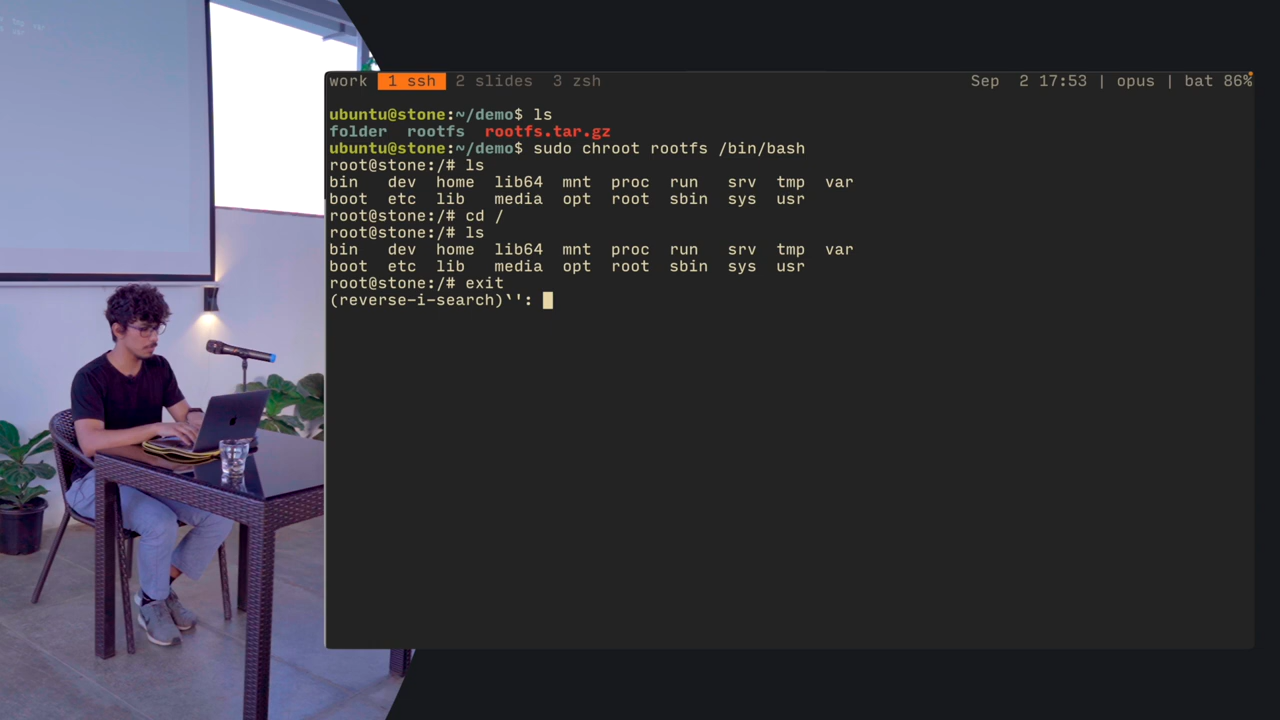 work 1 ssh 2 slides 3 zsh Sep 2 17:53 | opus | bat 86%
ubuntu@stone:~/demo$ ls
folder rootfs rootfs.tar.gz
ubuntu@stone:~/demo$ sudo chroot rootfs /bin/bash
root@stone:/# ls
bin dev home lib64 mnt proc run srv tmp var
boot etc lib media opt root sbin sys usr
root@stone:/# cd /
root@stone:/# ls
bin dev home lib64 mnt proc run srv tmp var
boot etc lib media opt root sbin sys usr
root@stone:/# exit
(reverse-i-search)`':